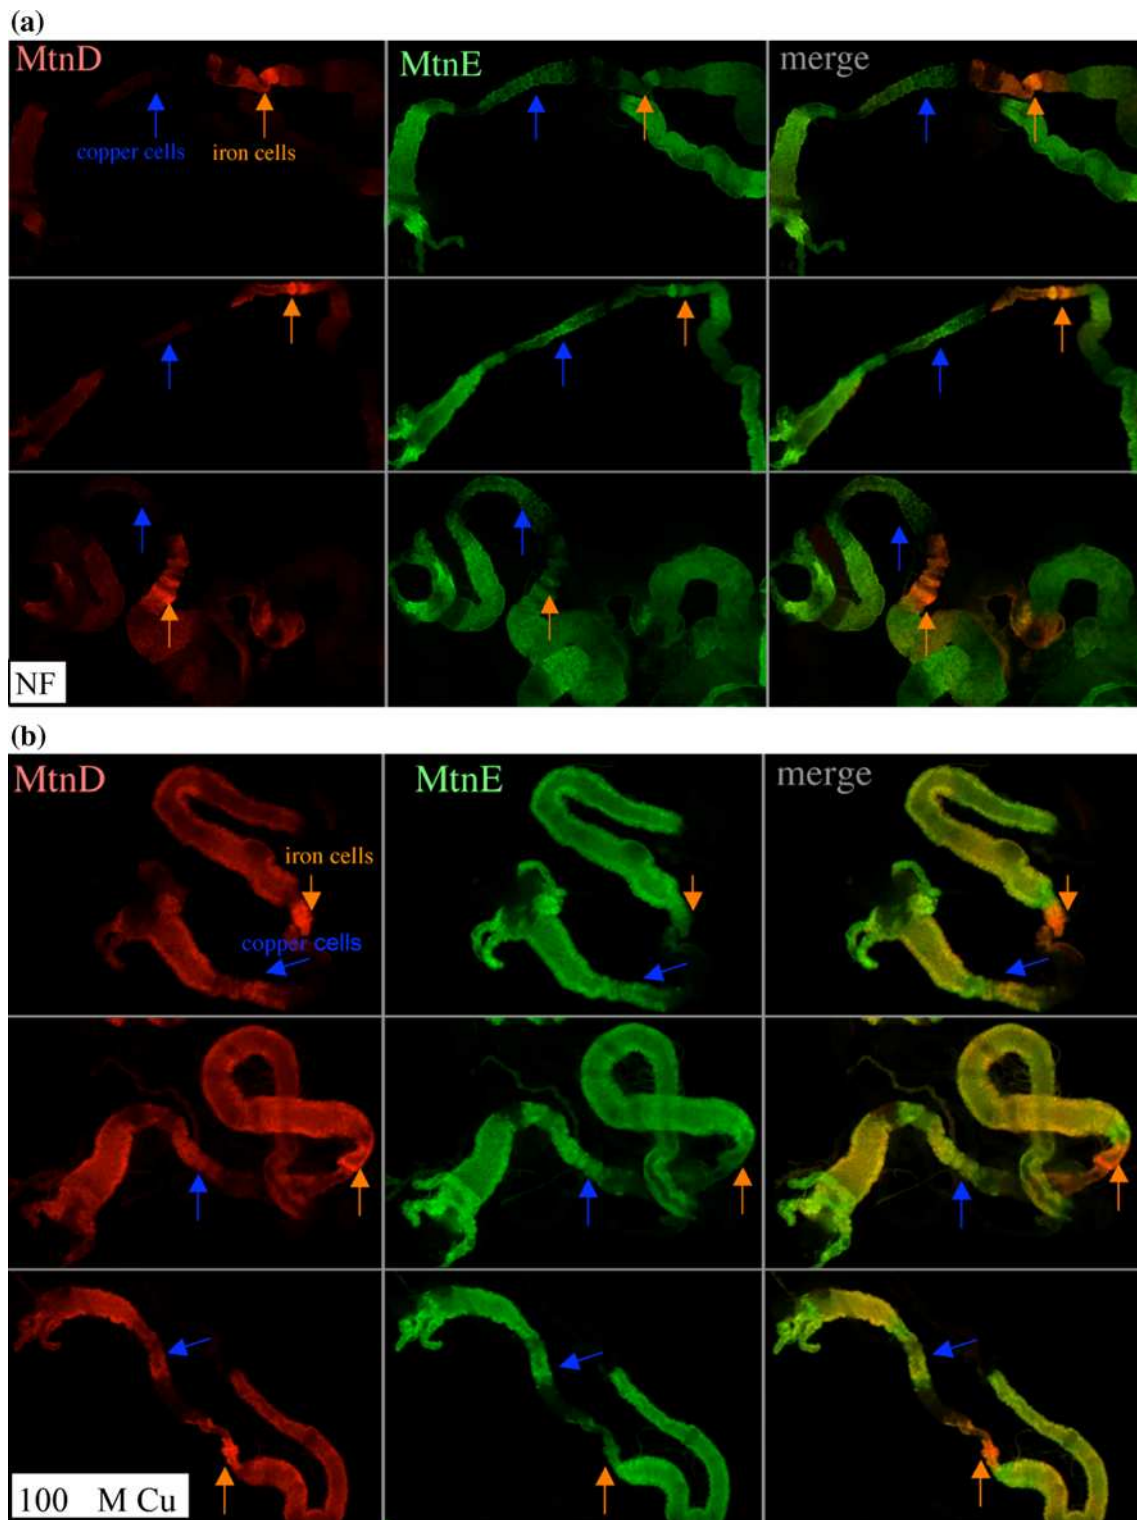 (a)
MtnD MtnE merge
copper cells iron cells
NF
(b)
MtnD MtnE merge
iron cells
copper cells
100 M Cu